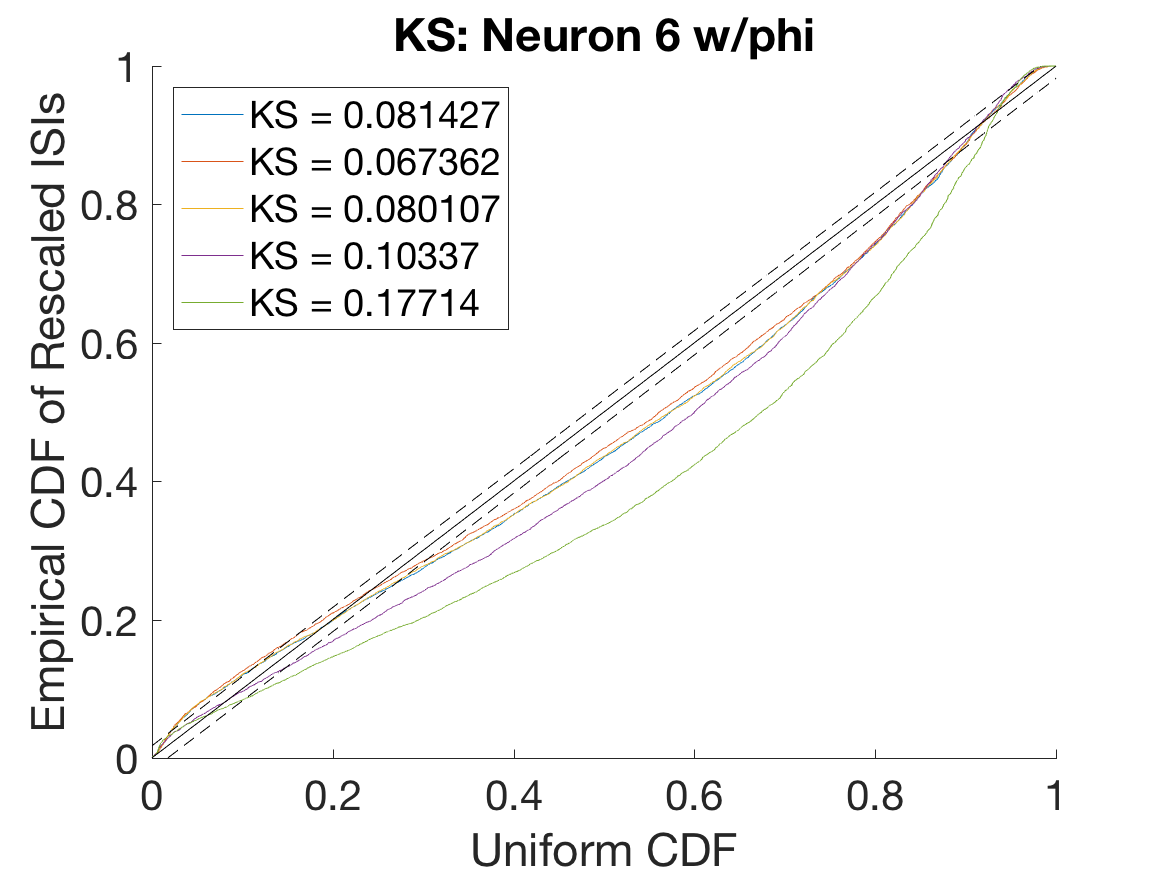 KS: Neuron 6 w/phi
1
0.8
0.6
0.4
0.2
0
Empirical CDF of Rescaled ISIs
KS = 0.081427
KS = 0.067362
KS = 0.080107
KS = 0.10337
KS = 0.17714
0 0.2 0.4 0.6 0.8 1
Uniform CDF